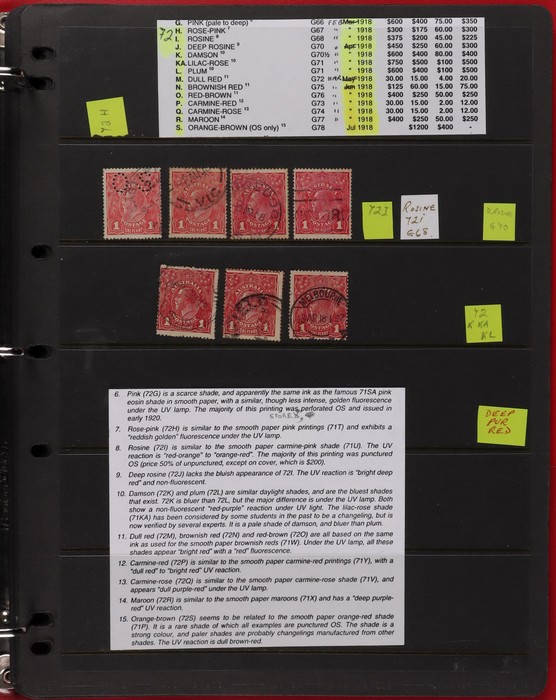 G. PINK (pale to deep) 6 G66 FEB Mar 1918 $600 $400 75.00 $350
72 H. ROSE-PINK 7 G67 " " 1918 $300 $175 60.00 $300
I. ROSINE 8 G68 " " 1918 $375 $200 45.00 $225
J. DEEP ROSINE 9 G70 " Apr 1918 $450 $250 60.00 $300
K. DAMSON 10 G70½ " " 1918 $600 $400 80.00 $400
KA. LILAC-ROSE 10 G71 " " 1918 $750 $500 $100 $500
L. PLUM 10 G71 " " 1918 $600 $400 $100 $500
M. DULL RED 11 G72 MAR May 1918 30.00 15.00 4.00 20.00
N. BROWNISH RED 11 G75 " Jun 1918 $125 60.00 15.00 75.00
O. RED-BROWN 11 G76 " " 1918 $400 $250 50.00 $250
P. CARMINE-RED 12 G73 " " 1918 30.00 15.00 2.00 12.00
Q. CARMINE-ROSE 13 G74 " " 1918 30.00 15.00 2.00 12.00
R. MAROON 14 G77 " " 1918 $400 $250 50.00 $250
S. ORANGE-BROWN (OS only) 15 G78 Jul 1918 $1200 $400 -
72 H
72I
ROSINE
72i
G68.
G70
72
K KA
KL
MELBOURNE
DEEP
PUR
RED
6. Pink (72G) is a scarce shade, and apparently the same ink as the famous 71SA pink
eosin shade in smooth paper, with a similar, though less intense, golden fluorescence
under the UV lamp. The majority of this printing was perforated OS and issued in
early 1920.
STORES,
7. Rose-pink (72H) is similar to the smooth paper pink printings (71T) and exhibits a
"reddish golden" fluorescence under the UV lamp.
8. Rosine (72I) is similar to the smooth paper carmine-pink shade (71U). The UV
reaction is "red-orange" to "orange-red". The majority of this printing was punctured
OS (price 50% of unpunctured, except on cover, which is $200).
9. Deep rosine (72J) lacks the bluish appearance of 72I. The UV reaction is "bright deep
red" and non-fluorescent.
10. Damson (72K) and plum (72L) are similar daylight shades, and are the bluest shades
that exist. 72K is bluer than 72L, but the major difference is under the UV lamp. Both
show a non-fluorescent "red-purple" reaction under UV light. The lilac-rose shade
(71KA) has been considered by some students in the past to be a changeling, but is
now verified by several experts. It is a pale shade of damson, and bluer than plum.
11. Dull red (72M), brownish red (72N) and red-brown (72O) are all based on the same
ink as used for the smooth paper brownish reds (71W). Under the UV lamp, all these
shades appear "bright red" with a "red" fluorescence.
12. Carmine-red (72P) is similar to the smooth paper carmine-red printings (71Y), with a
"dull red" to "bright red" UV reaction.
13. Carmine-rose (72Q) is similar to the smooth paper carmine-rose shade (71V), and
appears "dull purple-red" under the UV lamp.
14. Maroon (72R) is similar to the smooth paper maroons (71X) and has a "deep purple-
red" UV reaction.
15. Orange-brown (72S) seems to be related to the smooth paper orange-red shade
(71P). It is a rare shade of which all examples are punctured OS. The shade is a
strong colour, and paler shades are probably changelings manufactured from other
shades. The UV reaction is dull brown-red.